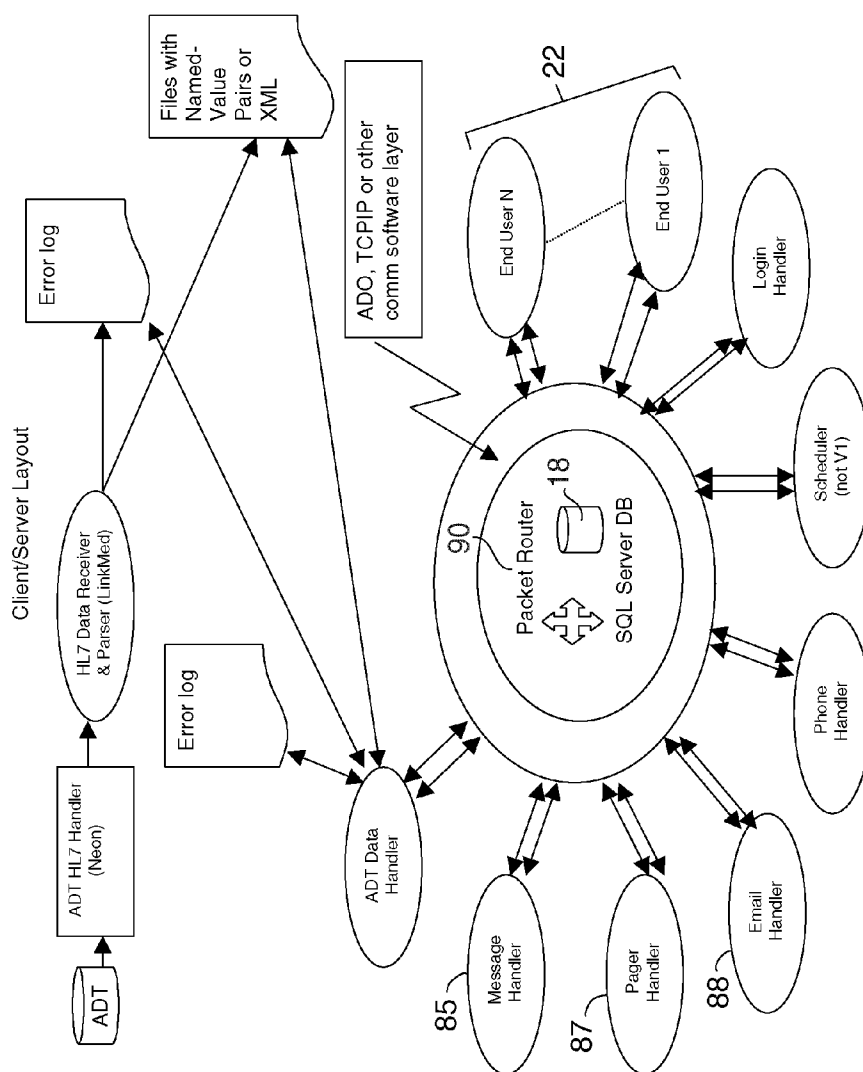 Client/Server Layout
ADT
ADT HL7 Handler
(Neon)
HL7 Data Receiver
& Parser (LinkMed)
Error log
Files with
Named-
Value
Pairs or
XML
Error log
ADT Data
Handler
ADO, TCPIP or other
comm software layer
22
End User N
End User 1
Login
Handler
Scheduler
(not V1)
Phone
Handler
Email
Handler
88
Pager
Handler
87
Message
Handler
85
90
Packet Router
18
SQL Server DB